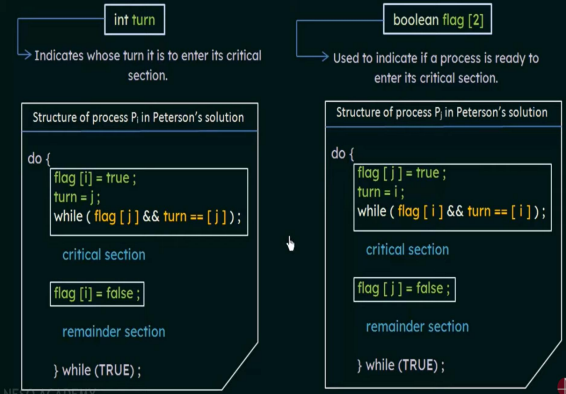 int turn
Indicates whose turn it is to enter its critical
section.
Structure of process Pi in Peterson's solution
do {
flag [i] = true ;
turn = j ;
while ( flag [ j ] && turn == [ j ] ) ;
critical section
flag [i] = false ;
remainder section
} while (TRUE) ;
boolean flag [2]
Used to indicate if a process is ready to
enter its critical section.
Structure of process Pj in Peterson's solution
do {
flag [ j ] = true ;
turn = i ;
while ( flag [ i ] && turn == [ i ] ) ;
critical section
flag [ j ] = false ;
remainder section
} while (TRUE) ;